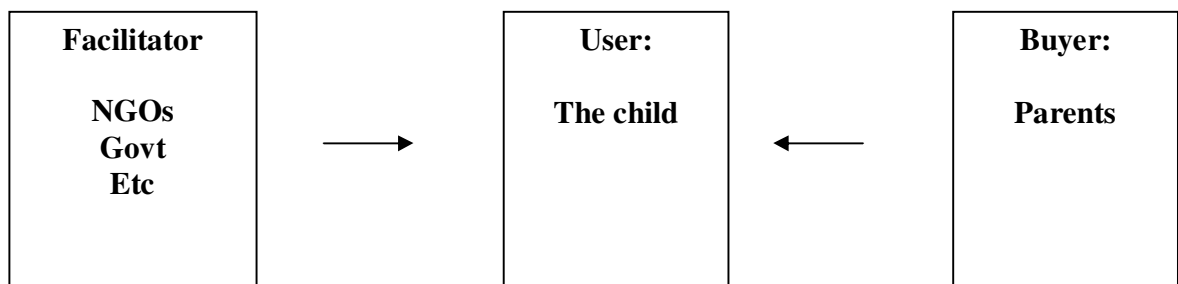 Facilitator
NGOs
Govt
Etc
User:
The child
Buyer:
Parents